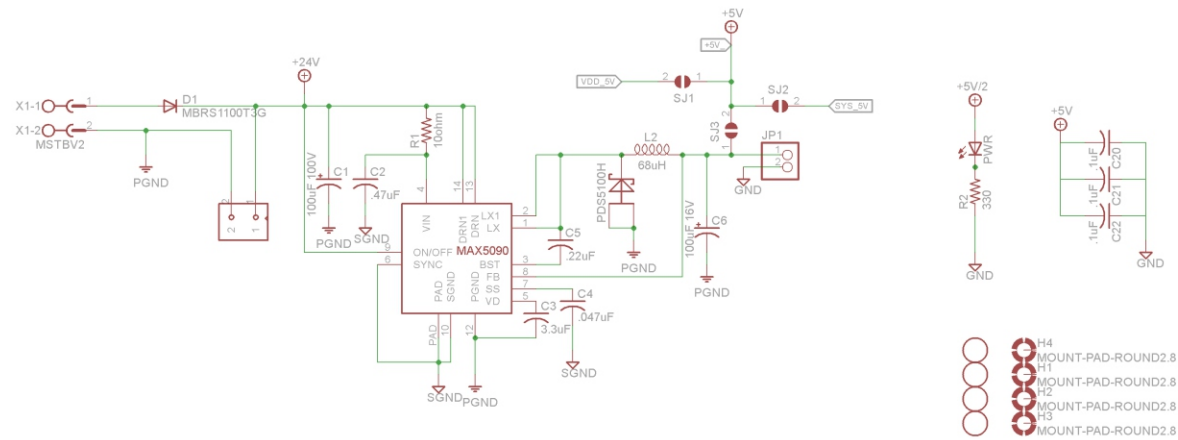 +5V
+5V
+24V
VDD_5V
2
1
SJ1
SJ2
1
2
SYS_5V
X1-1
1
D1
MBRS1100T3G
X1-2
2
MSTBV2
PGND
R1
10ohm
L2
68uH
SJ3
2
1
JP1
1
2
GND
+5V/2
PWR
R2
330
GND
+5V
.1uF
C20
.1uF
C21
.1uF
C22
GND
100uF 100V
C1
PGND
C2
.47uF
SGND
2
1
4
14
13
VIN
DRN1
DRN
LX1
2
LX
1
MAX5090
9
ON/OFF
6
SYNC
BST
3
FB
8
SS
7
VD
5
PAD
SGND
PGND
PAD
10
12
C5
.22uF
PDS5100H
PGND
100uF 16V
C6
PGND
C4
.047uF
SGND
C3
3.3uF
SGND
PGND
H4
MOUNT-PAD-ROUND2.8
H1
MOUNT-PAD-ROUND2.8
H2
MOUNT-PAD-ROUND2.8
H3
MOUNT-PAD-ROUND2.8